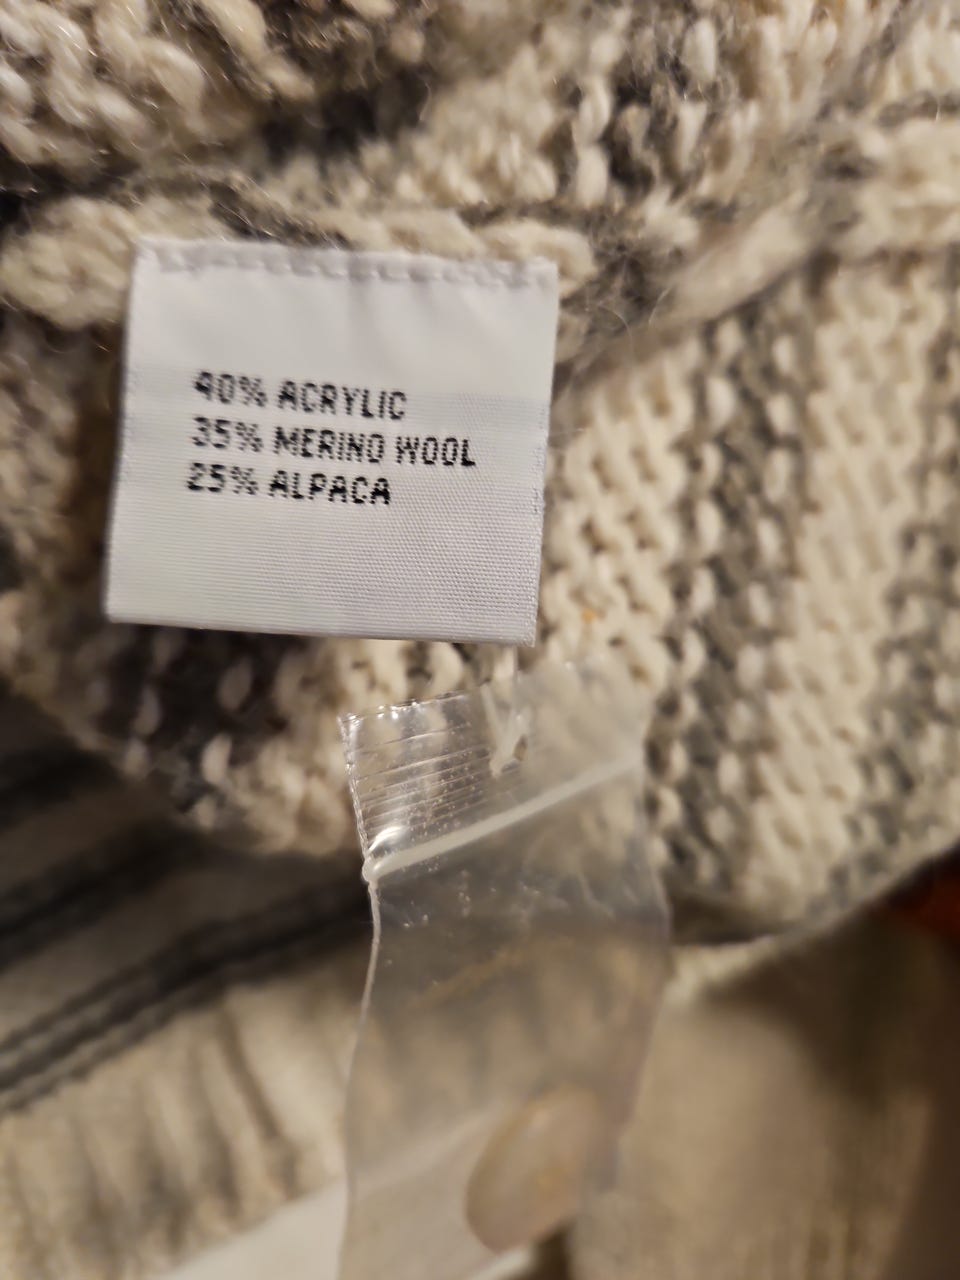 40% ACRYLIC
35% MERINO WOOL
25% ALPACA